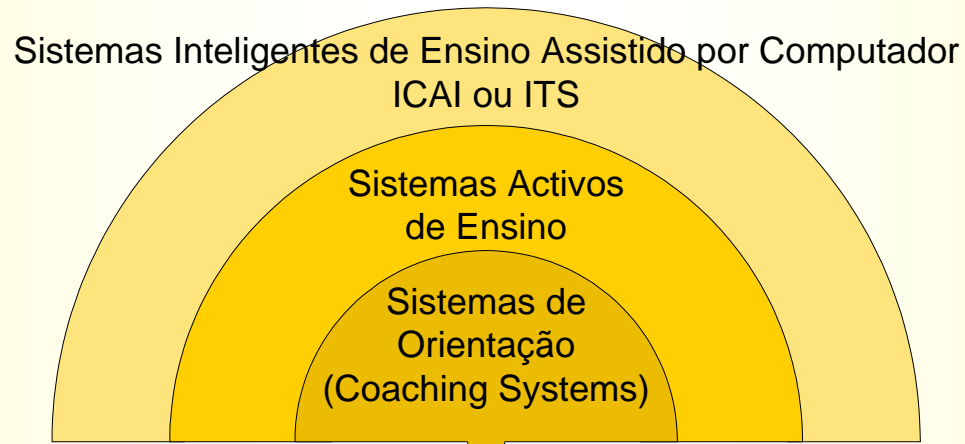 Sistemas Inteligentes de Ensino Assistido por Computador
ICAI ou ITS
Sistemas Activos
de Ensino
Sistemas de
Orientação
(Coaching Systems)